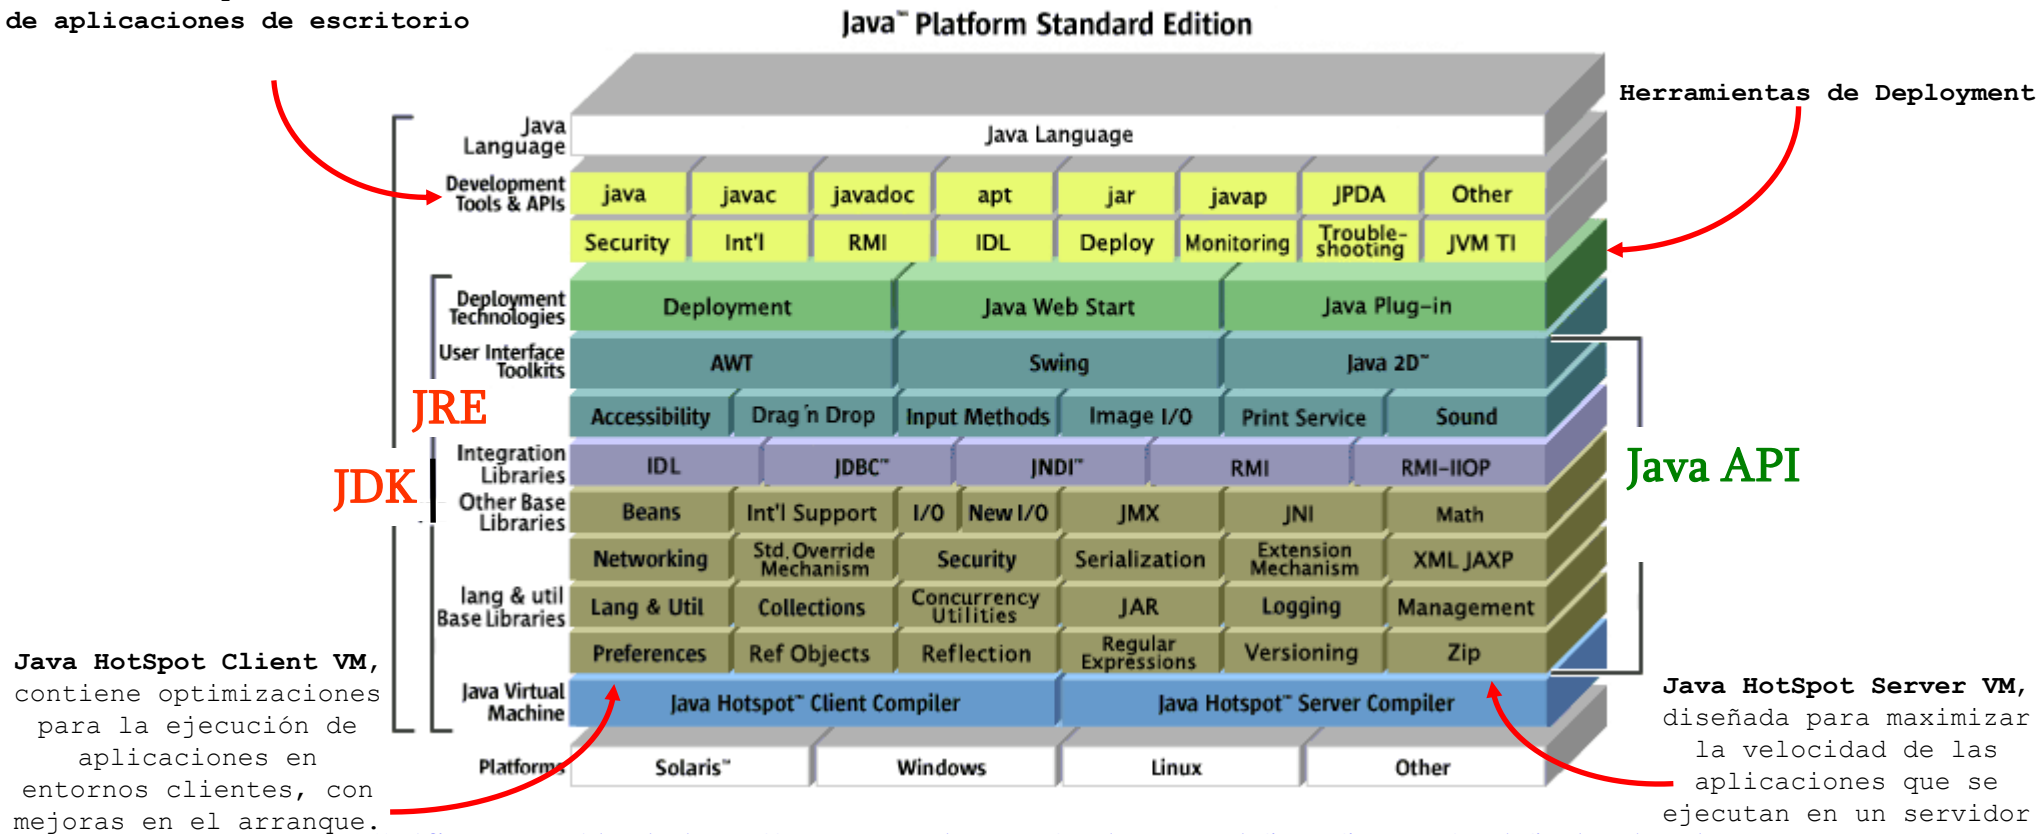 de aplicaciones de escritorio
Java™ Platform Standard Edition
Herramientas de Deployment
Java
Language
Java Language
Development
Tools & APIs
java javac javadoc apt jar javap JPDA Other
Security Int'l RMI IDL Deploy Monitoring Trouble-
shooting JVM TI
Deployment
Technologies
Deployment Java Web Start Java Plug-in
User Interface
Toolkits
AWT Swing Java 2D™
JRE
Accessibility Drag 'n Drop Input Methods Image I/O Print Service Sound
Integration
Libraries
IDL JDBC™ JNDI™ RMI RMI-IIOP
JDK
Java API
Other Base
Libraries
Beans Int'l Support I/O New I/O JMX JNI Math
Networking Std. Override
Mechanism Security Serialization Extension
Mechanism XML JAXP
lang & util
Base Libraries
Lang & Util Collections Concurrency
Utilities JAR Logging Management
Preferences Ref Objects Reflection Regular
Expressions Versioning Zip
Java Virtual
Machine
Java Hotspot™ Client Compiler Java Hotspot™ Server Compiler
Platforms
Solaris™ Windows Linux Other
Java HotSpot Client VM,
contiene optimizaciones
para la ejecución de
aplicaciones en
entornos clientes, con
mejoras en el arranque.
Java HotSpot Server VM,
diseñada para maximizar
la velocidad de las
aplicaciones que se
ejecutan en un servidor